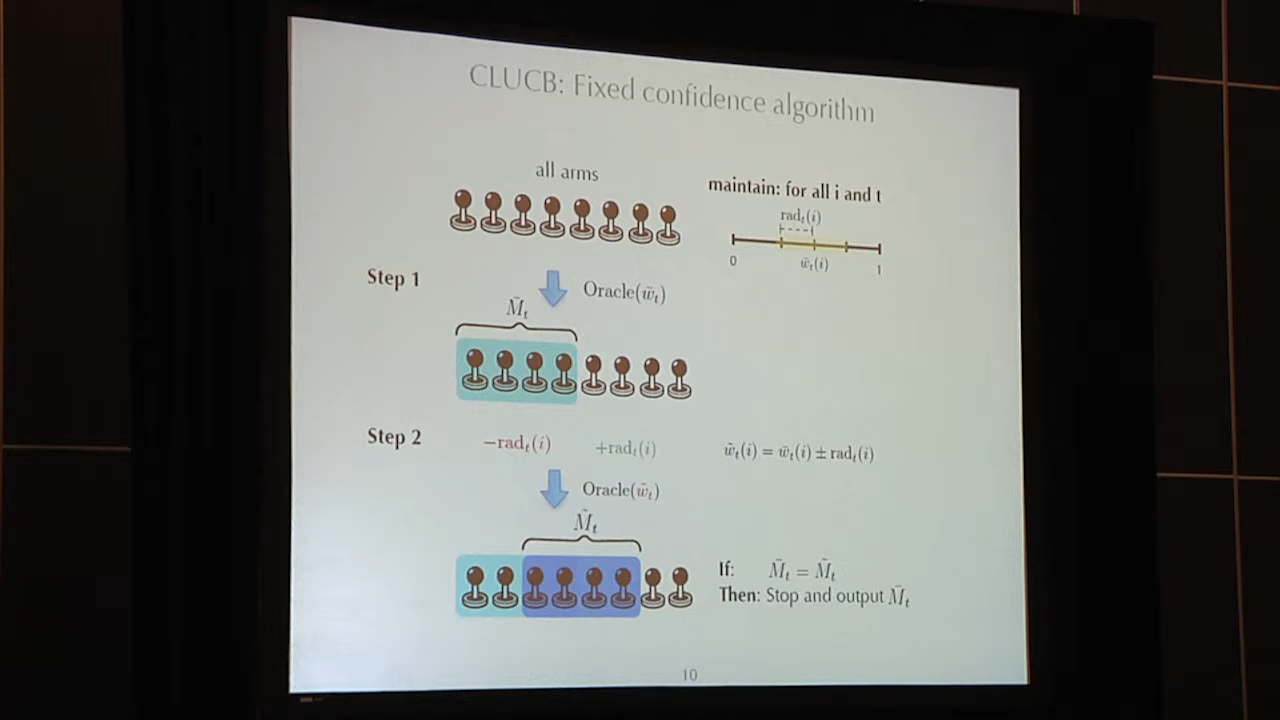 CLUCB: Fixed confidence algorithm
all arms
maintain: for all i and t
rad_t(i)
0
w̄_t(i)
1
Step 1
Oracle(w̄_t)
M̄_t
Step 2
−rad_t(i)
+rad_t(i)
w̃_t(i) = w̄_t(i) ± rad_t(i)
Oracle(w̃_t)
M̃_t
If: M̄_t = M̃_t
Then: Stop and output M̄_t
10